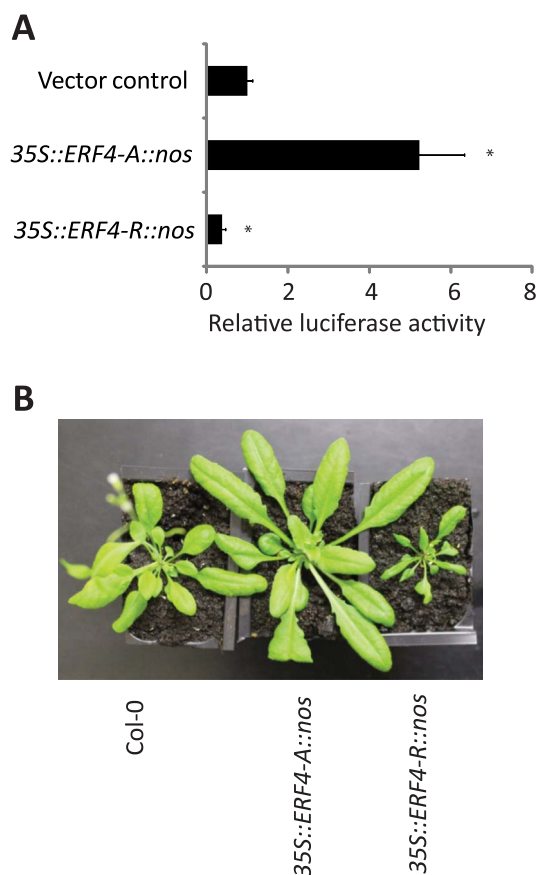 A
Vector control
35S::ERF4-A::nos
*
35S::ERF4-R::nos
*
0 2 4 6 8
Relative luciferase activity
B
Col-0
35S::ERF4-A::nos
35S::ERF4-R::nos